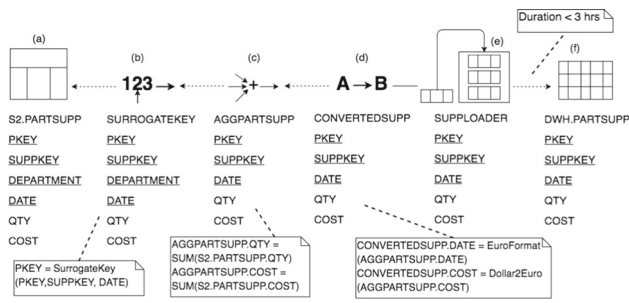 Duration < 3 hrs
(a)
(b)
(c)
(d)
(e)
(f)
123
+
A
B
S2.PARTSUPP
PKEY
SUPPKEY
DEPARTMENT
DATE
QTY
COST
SURROGATEKEY
PKEY
SUPPKEY
DEPARTMENT
DATE
QTY
COST
AGGPARTSUPP
PKEY
SUPPKEY
DATE
QTY
COST
CONVERTEDSUPP
PKEY
SUPPKEY
DATE
QTY
COST
SUPPLOADER
PKEY
SUPPKEY
DATE
QTY
COST
DWH.PARTSUPP
PKEY
SUPPKEY
DATE
QTY
COST
PKEY = SurrogateKey
(PKEY,SUPPKEY, DATE)
AGGPARTSUPP.QTY =
SUM(S2.PARTSUPP.QTY)
AGGPARTSUPP.COST =
SUM(S2.PARTSUPP.COST)
CONVERTEDSUPP.DATE = EuroFormat
(AGGPARTSUPP.DATE)
CONVERTEDSUPP.COST = Dollar2Euro
(AGGPARTSUPP.COST)